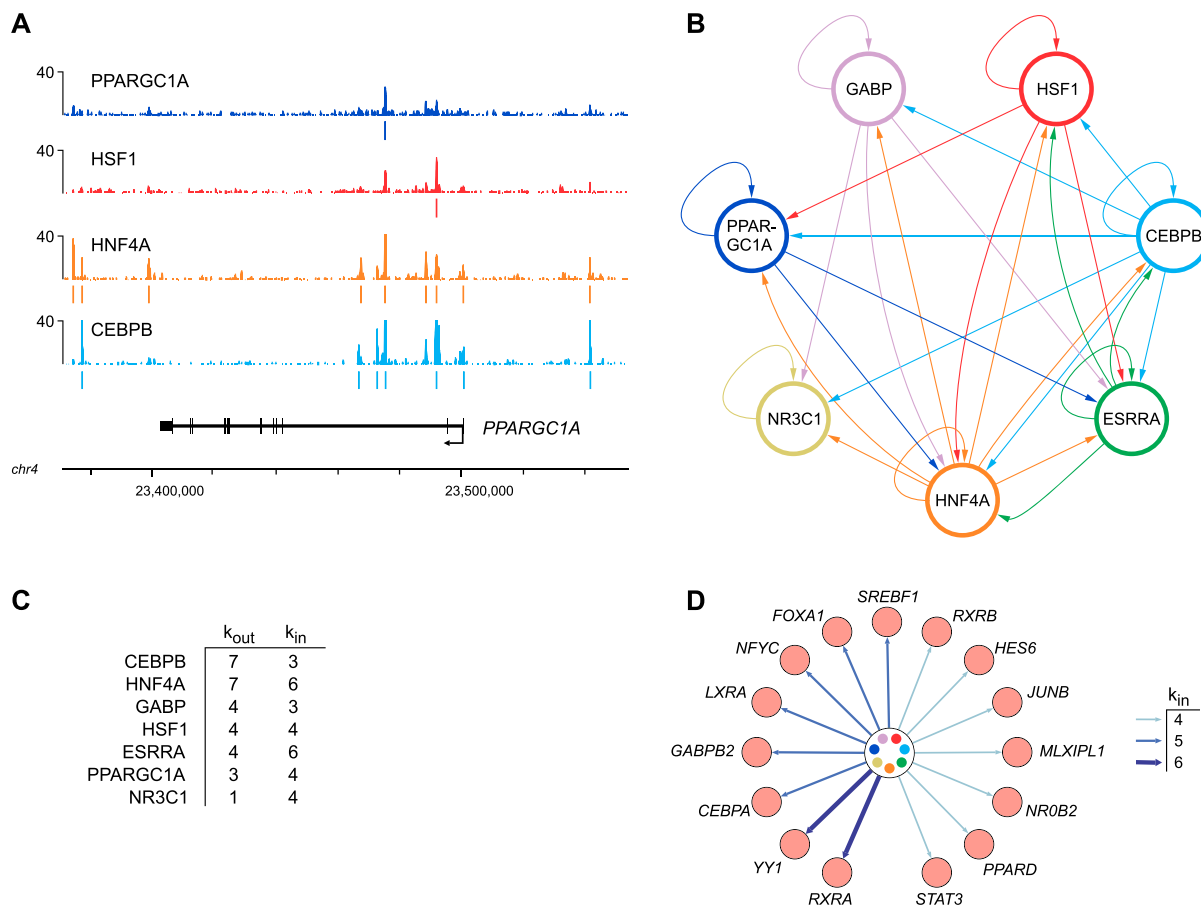 A
40
PPARGC1A
40
HSF1
40
HNF4A
40
CEBPB
PPARGC1A
chr4
23,400,000
23,500,000
B
GABP
HSF1
PPAR-
GC1A
CEBPB
NR3C1
ESRRA
HNF4A
C
kout kin
CEBPB 7 3
HNF4A 7 6
GABP 4 3
HSF1 4 4
ESRRA 4 6
PPARGC1A 3 4
NR3C1 1 4
D
SREBF1
FOXA1
RXRB
NFYC
HES6
LXRA
JUNB
GABPB2
MLXIPL1
CEBPA
NR0B2
YY1
PPARD
RXRA
STAT3
kin
4
5
6